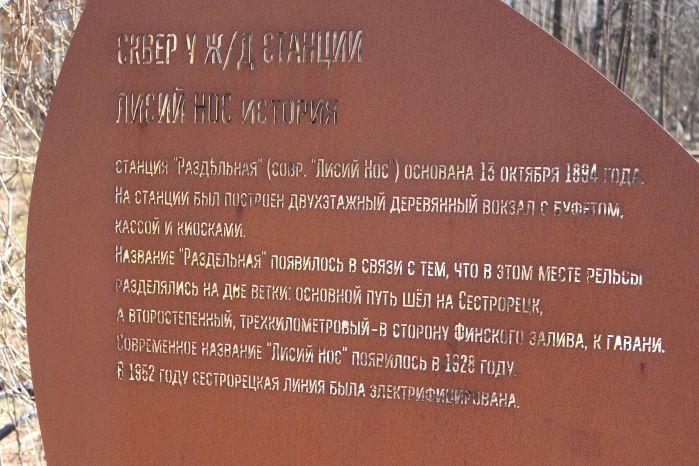 СКВЕР У Ж/Д СТАНЦИИ
ЛИСИЙ НОС ИСТОРИЯ
СТАНЦИЯ "РАЗДѢЛЬНАЯ" (СОВР. "ЛИСИЙ НОС") ОСНОВАНА 13 ОКТЯБРЯ 1894 ГОДА.
НА СТАНЦИИ БЫЛ ПОСТРОЕН ДВУХЭТАЖНЫЙ ДЕРЕВЯННЫЙ ВОКЗАЛ С БУФЕТОМ,
КАССОЙ И КИОСКАМИ.
НАЗВАНИЕ "РАЗДЕЛЬНАЯ" ПОЯВИЛОСЬ В СВЯЗИ С ТЕМ, ЧТО В ЭТОМ МЕСТЕ РЕЛЬСЫ
РАЗДЕЛЯЛИСЬ НА ДВЕ ВЕТКИ: ОСНОВНОЙ ПУТЬ ШЁЛ НА СЕСТРОРЕЦК,
А ВТОРОСТЕПЕННЫЙ, ТРЕХКИЛОМЕТРОВЫЙ-В СТОРОНУ ФИНСКОГО ЗАЛИВА, К ГАВАНИ.
СОВРЕМЕННОЕ НАЗВАНИЕ "ЛИСИЙ НОС" ПОЯВИЛОСЬ В 1928 ГОДУ.
В 1952 ГОДУ СЕСТРОРЕЦКАЯ ЛИНИЯ БЫЛА ЭЛЕКТРИФИЦИРОВАНА.